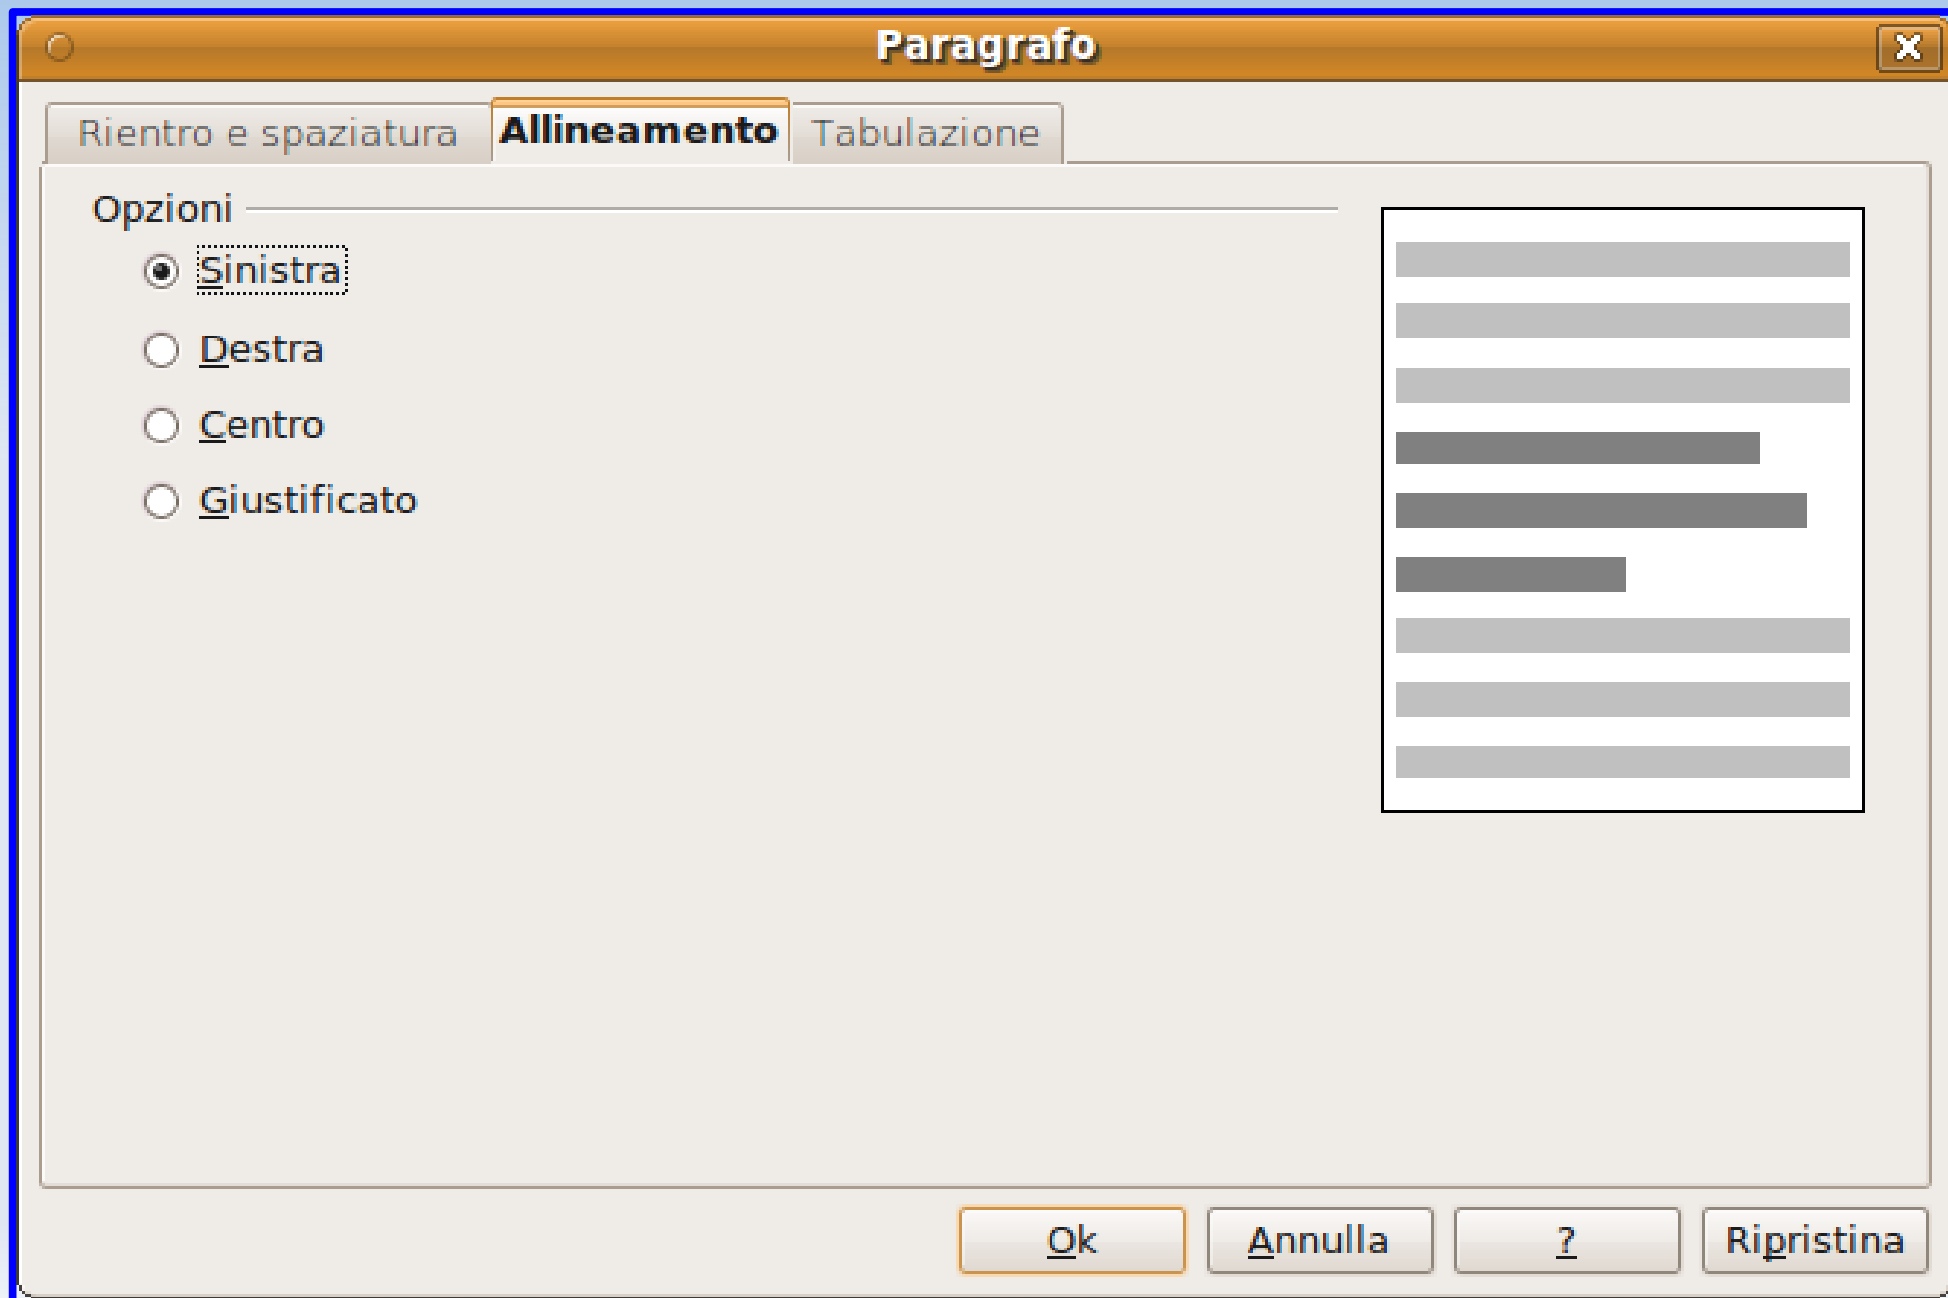 Paragrafo
Rientro e spaziatura Allineamento Tabulazione
Opzioni
Sinistra
Destra
Centro
Giustificato
Ok Annulla ? Ripristina